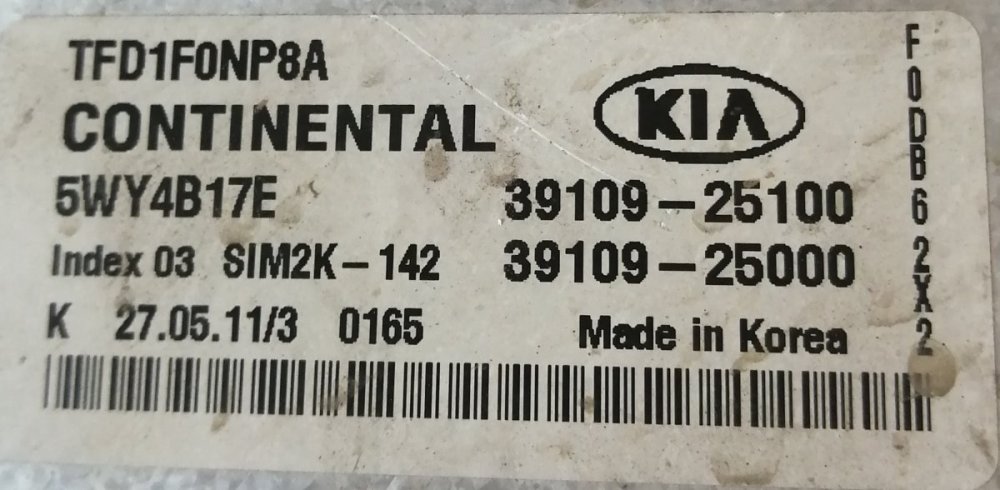 TFD1F0NP8A
CONTINENTAL
KIA
5WY4B17E 39109-25100
Index 03 SIM2K-142 39109-25000
K 27.05.11/3 0165 Made in Korea
F0DB62X2